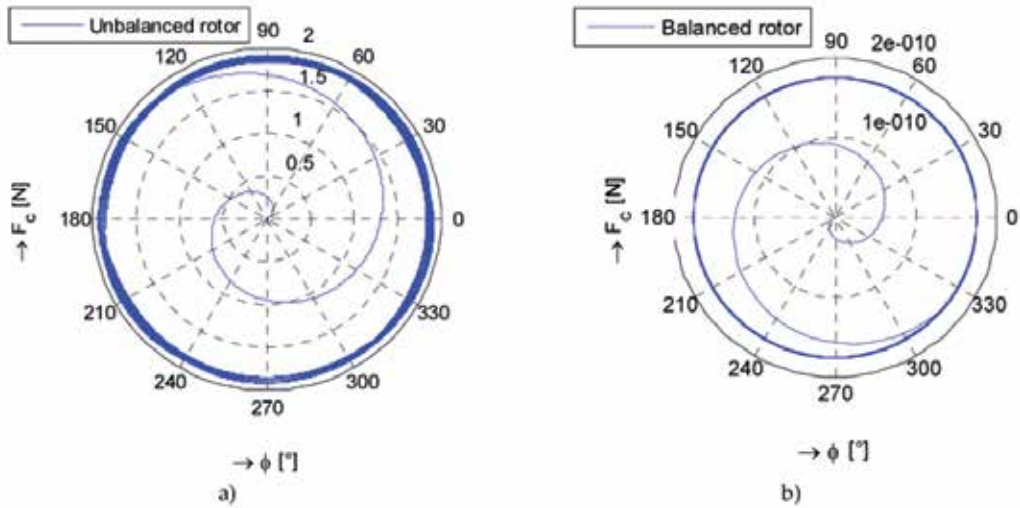 Unbalanced rotor
90
2
120
60
1.5
150
1
30
0.5
180
0
→ F_c [N]
210
330
240
300
270
→ ϕ [°]
a)
Balanced rotor
90
2e-010
120
60
1e-010
150
30
180
0
→ F_c [N]
210
330
240
300
270
→ ϕ [°]
b)